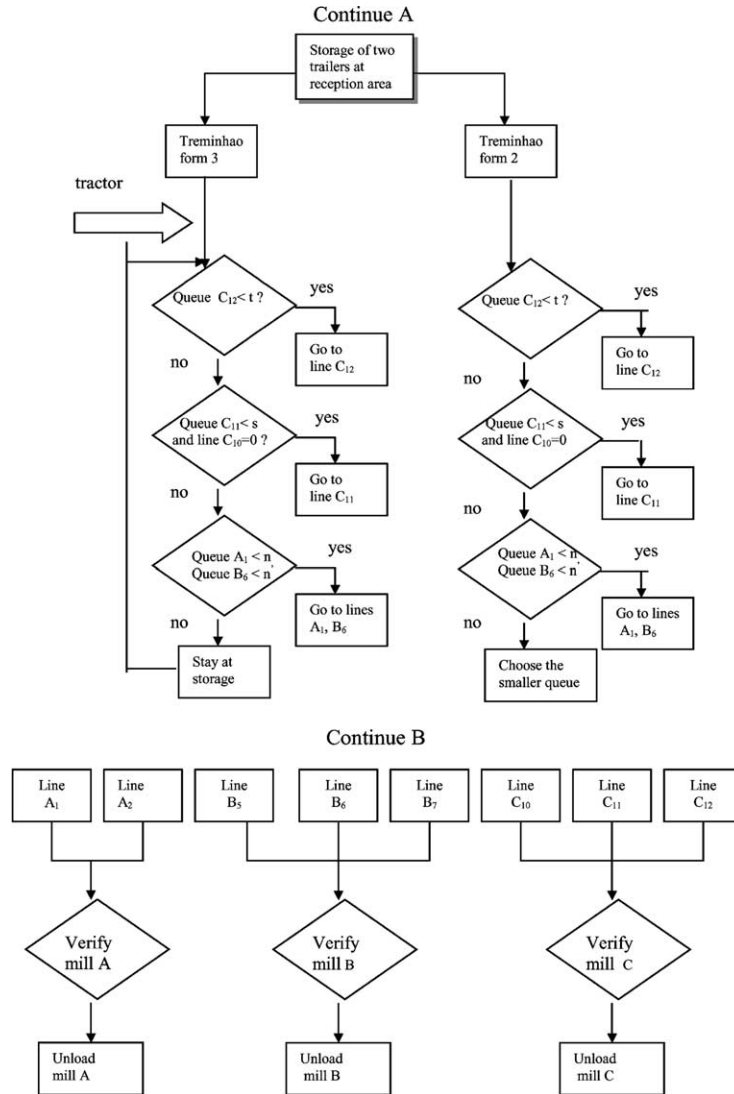 Continue A
Storage of two
trailers at
reception area
Treminhao
form 3
Treminhao
form 2
tractor
Queue C₁₂< t ?
yes
Go to
line C₁₂
no
Queue C₁₁< s
and line C₁₀=0 ?
yes
Go to
line C₁₁
no
Queue A₁ < n
Queue B₆ < n'
yes
Go to lines
A₁, B₆
no
Stay at
storage
Queue C₁₂< t ?
yes
Go to
line C₁₂
no
Queue C₁₁< s
and line C₁₀=0
yes
Go to
line C₁₁
no
Queue A₁ < n
Queue B₆ < n'
yes
Go to lines
A₁, B₆
no
Choose the
smaller queue
Continue B
Line
A₁
Line
A₂
Line
B₅
Line
B₆
Line
B₇
Line
C₁₀
Line
C₁₁
Line
C₁₂
Verify
mill A
Verify
mill B
Verify
mill C
Unload
mill A
Unload
mill B
Unload
mill C